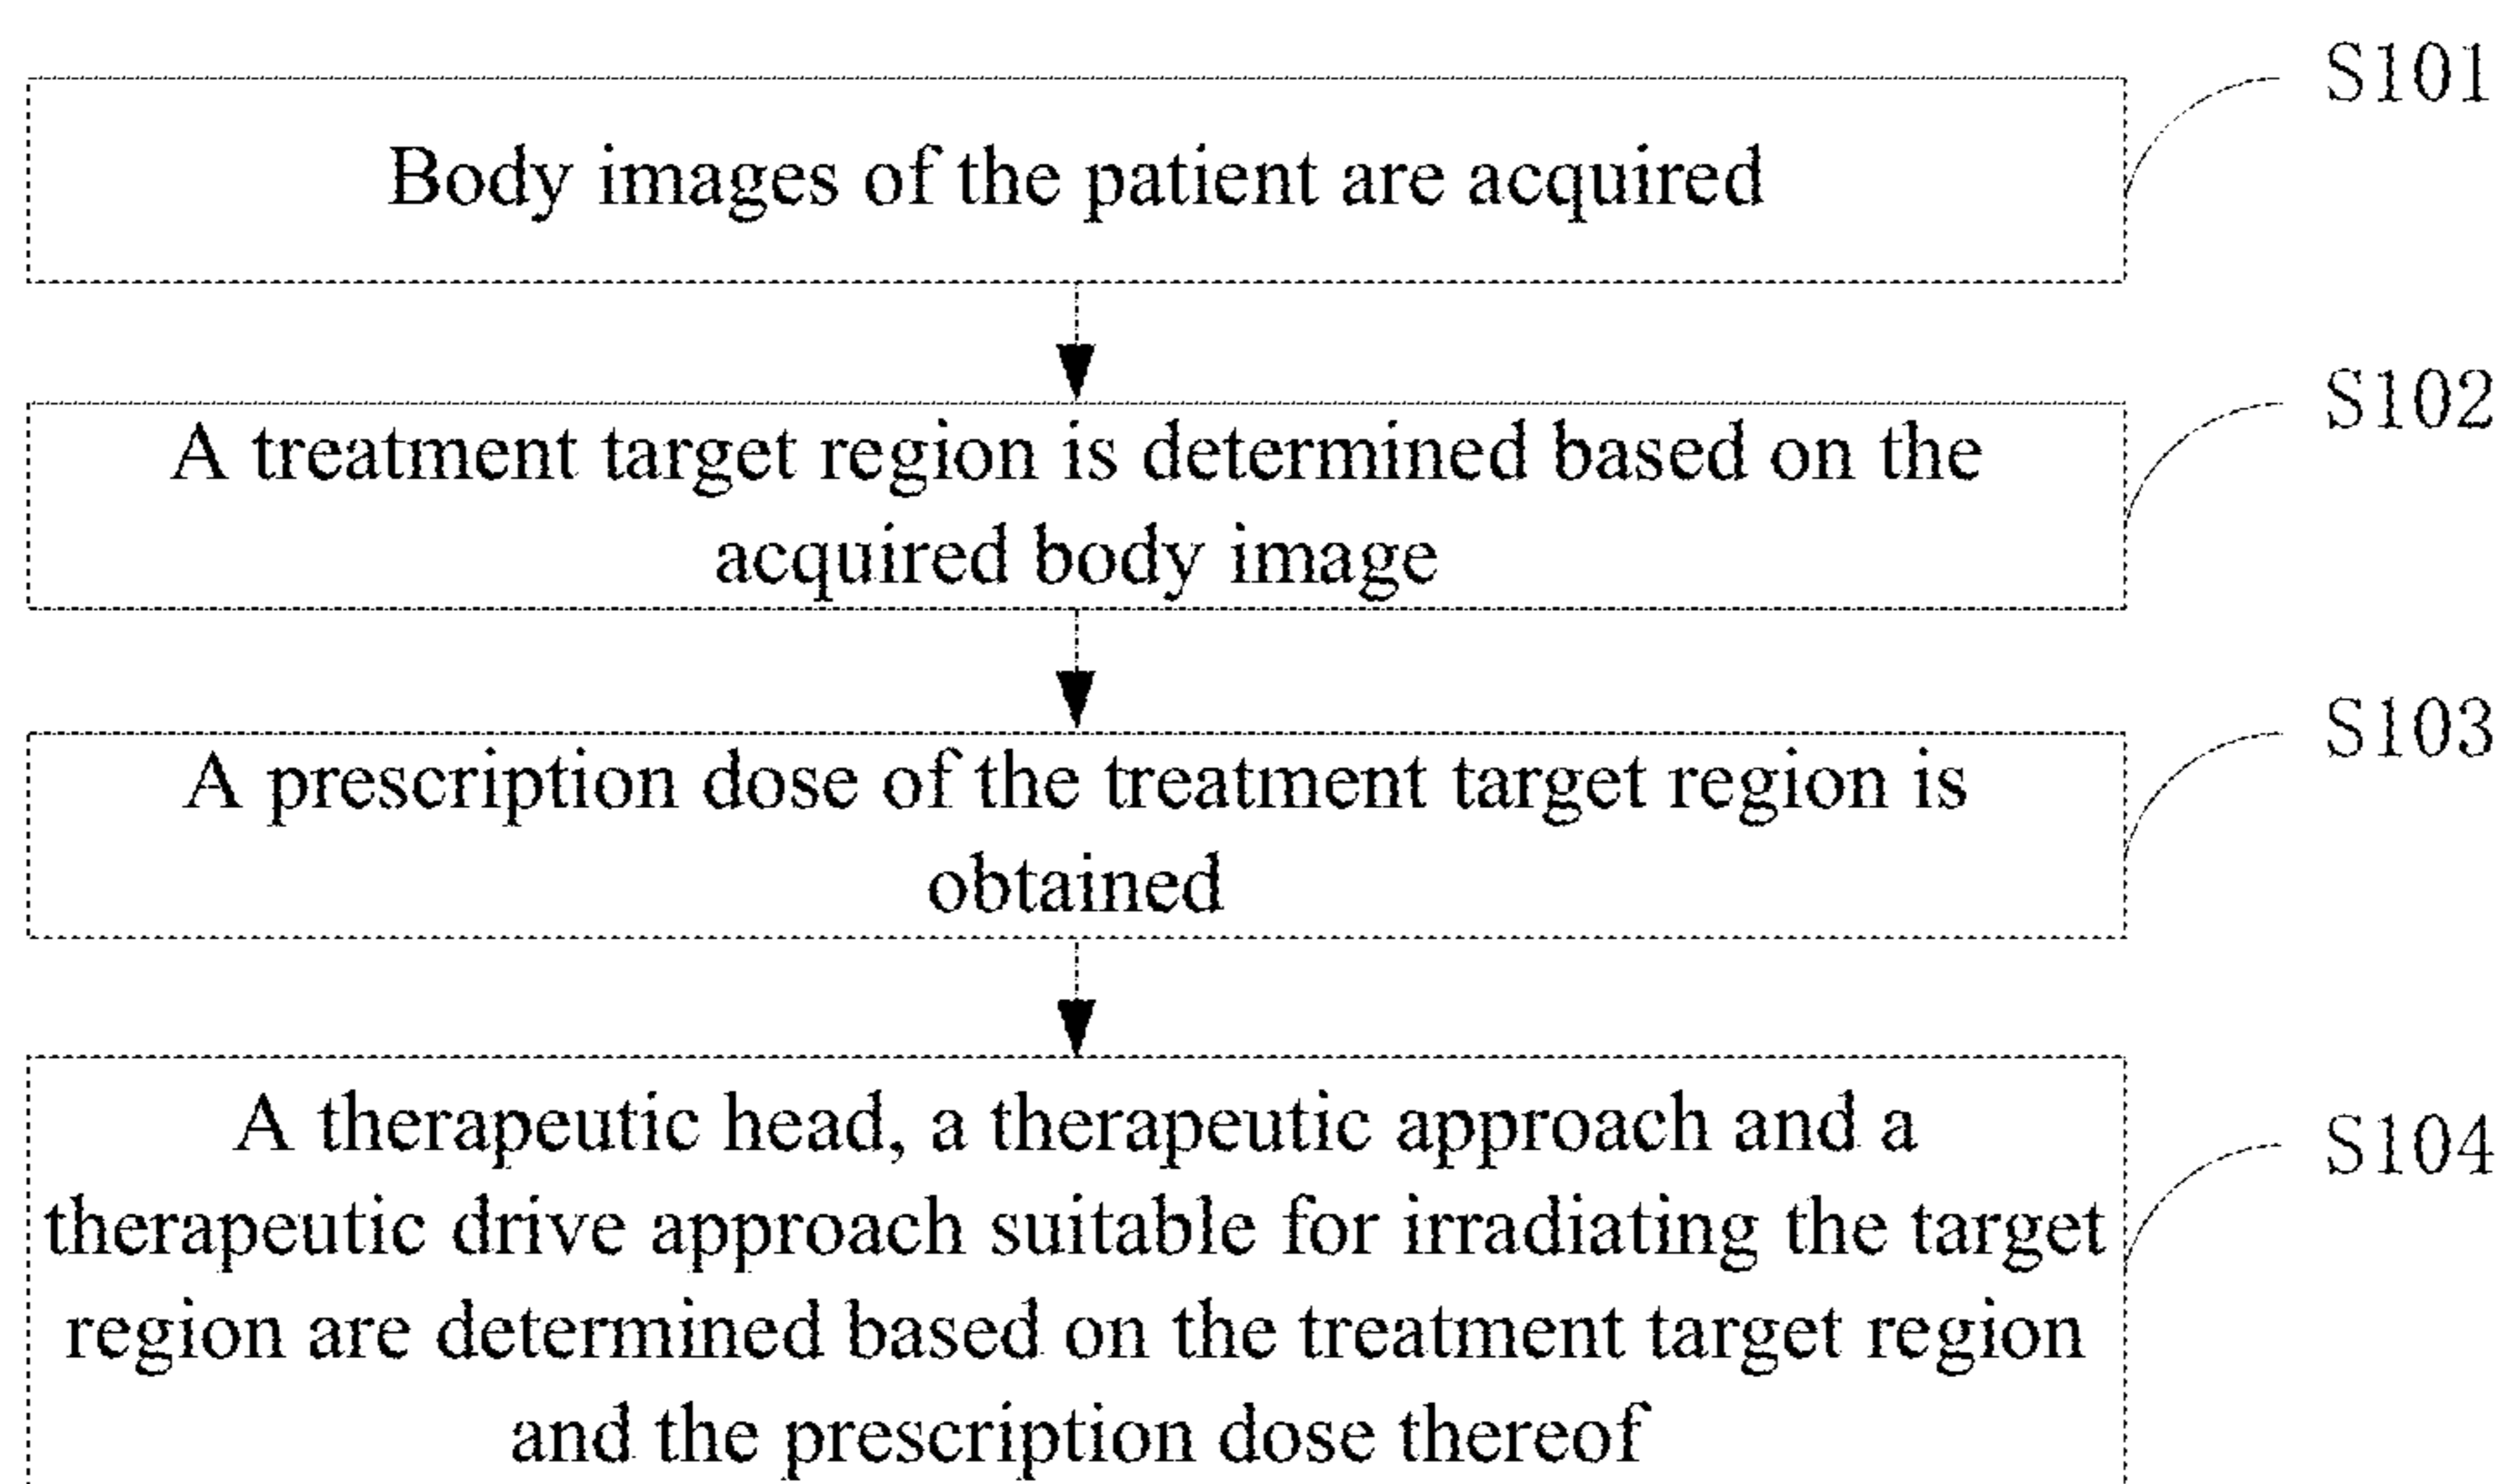 S101
Body images of the patient are acquired
S102
A treatment target region is determined based on the
acquired body image
S103
A prescription dose of the treatment target region is
obtained
S104
A therapeutic head, a therapeutic approach and a
therapeutic drive approach suitable for irradiating the target
region are determined based on the treatment target region
and the prescription dose thereof